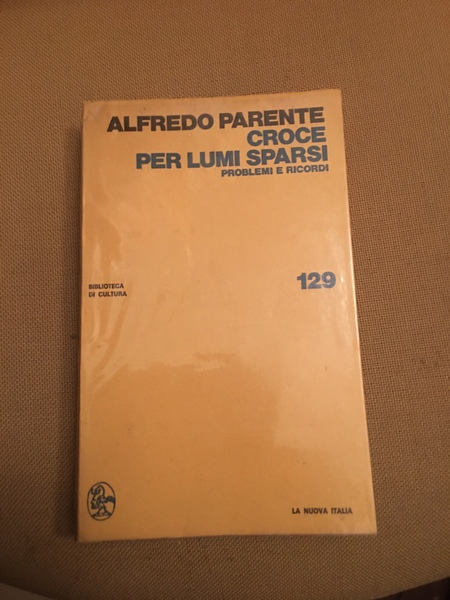 ALFREDO PARENTE
CROCE
PER LUMI SPARSI
PROBLEMI E RICORDI
BIBLIOTECA
DI CULTURA
129
LA NUOVA ITALIA